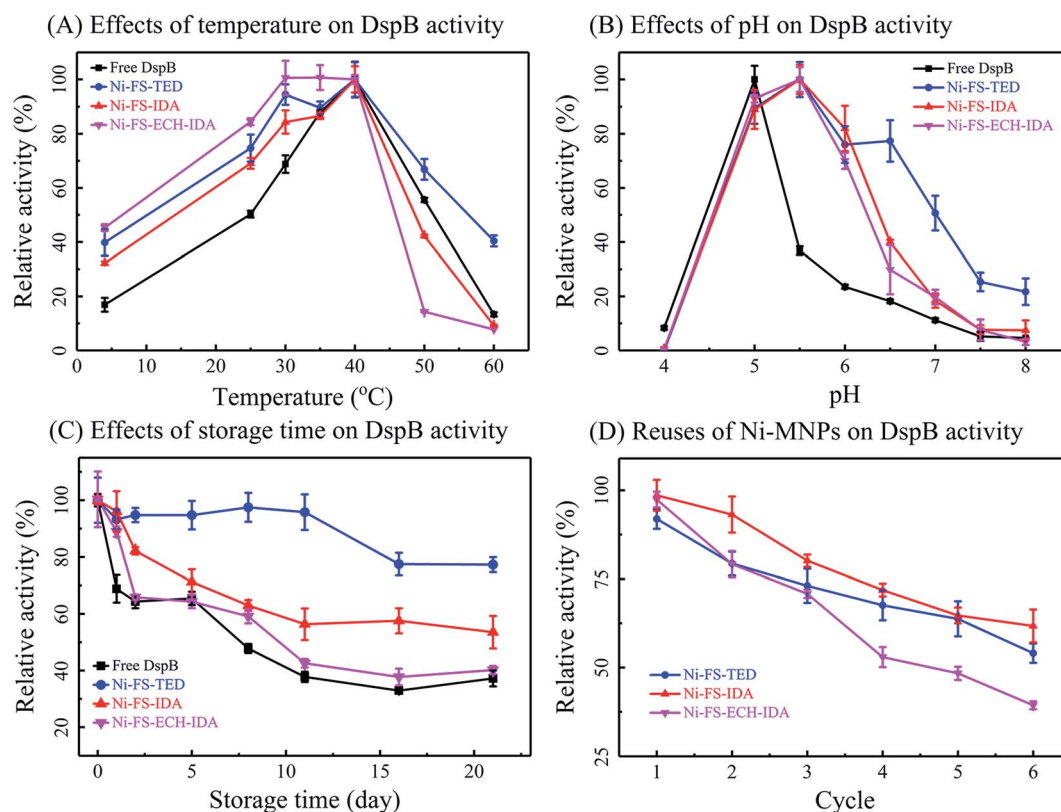 (A) Effects of temperature on DspB activity
Relative activity (%)
100
80
60
40
20
0
Free DspB
Ni-FS-TED
Ni-FS-IDA
Ni-FS-ECH-IDA
0 10 20 30 40 50 60
Temperature (°C)
(B) Effects of pH on DspB activity
Relative activity (%)
100
80
60
40
20
0
Free DspB
Ni-FS-TED
Ni-FS-IDA
Ni-FS-ECH-IDA
4 5 6 7 8
pH
(C) Effects of storage time on DspB activity
Relative activity (%)
100
80
60
40
20
Free DspB
Ni-FS-TED
Ni-FS-IDA
Ni-FS-ECH-IDA
0 5 10 15 20
Storage time (day)
(D) Reuses of Ni-MNPs on DspB activity
Relative activity (%)
100
75
50
25
Ni-FS-TED
Ni-FS-IDA
Ni-FS-ECH-IDA
1 2 3 4 5 6
Cycle